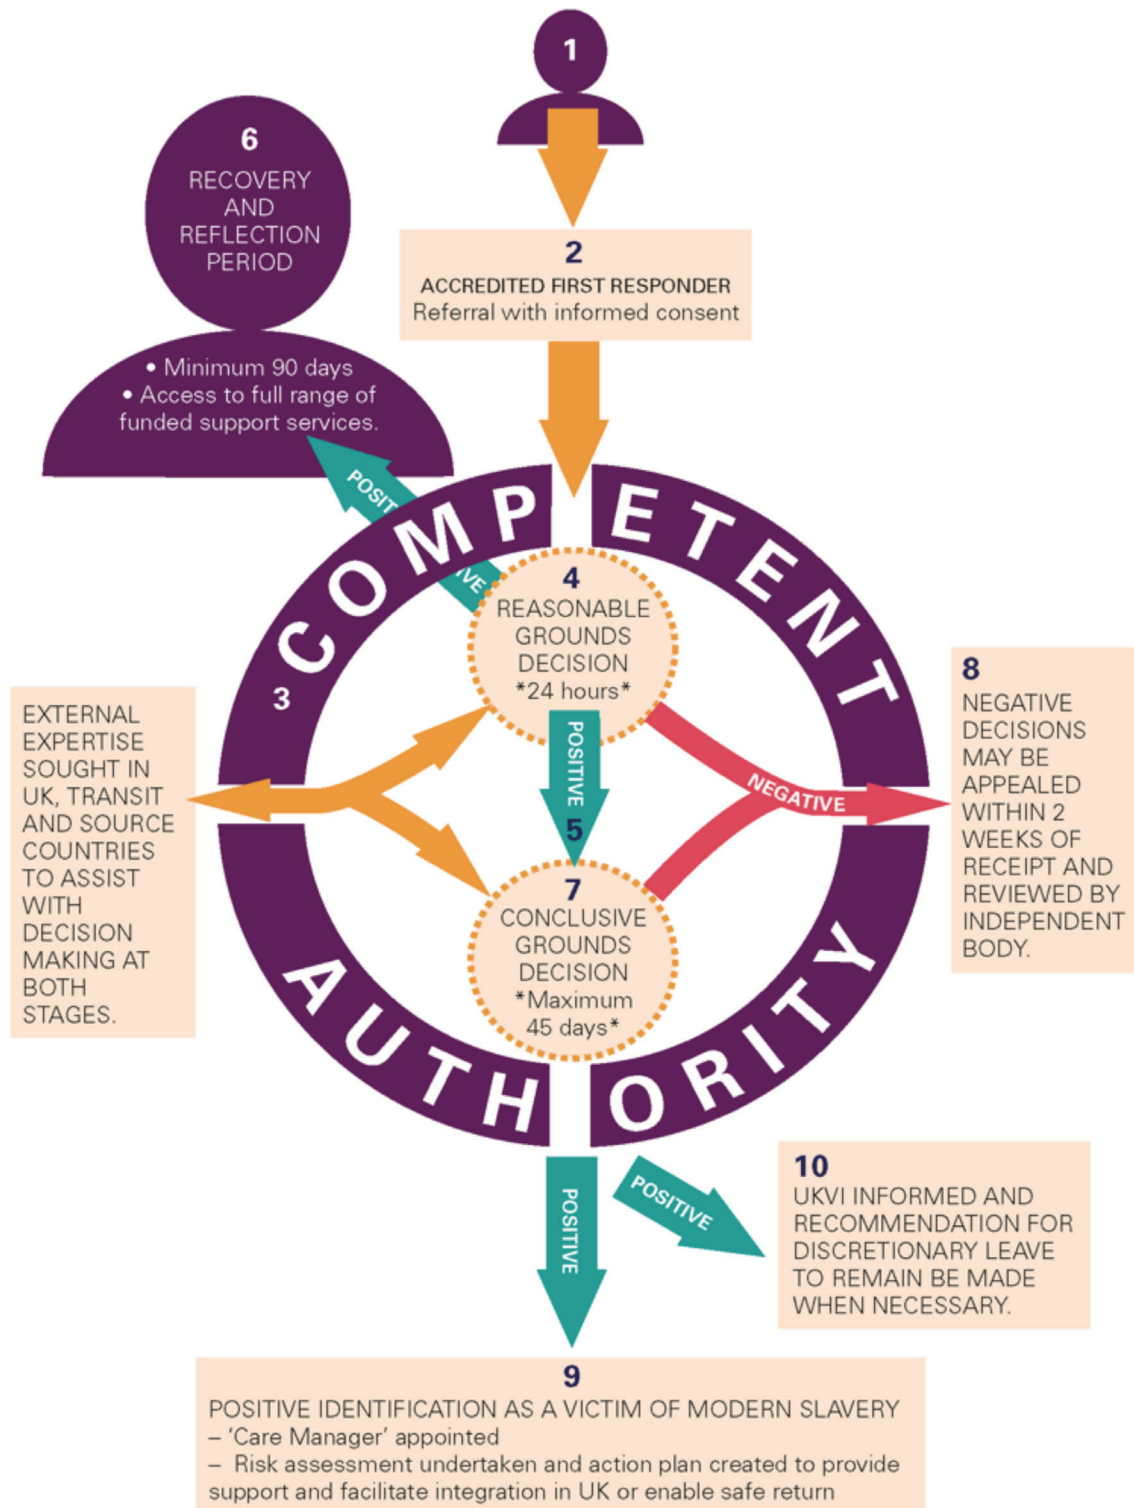 1
2
ACCREDITED FIRST RESPONDER
Referral with informed consent
6
RECOVERY
AND
REFLECTION
PERIOD
• Minimum 90 days
• Access to full range of
funded support services.
POSITIVE
COMPETENT
3
4
REASONABLE
GROUNDS
DECISION
*24 hours*
EXTERNAL
EXPERTISE
SOUGHT IN
UK, TRANSIT
AND SOURCE
COUNTRIES
TO ASSIST
WITH
DECISION
MAKING AT
BOTH
STAGES.
POSITIVE
5
NEGATIVE
8
NEGATIVE
DECISIONS
MAY BE
APPEALED
WITHIN 2
WEEKS OF
RECEIPT AND
REVIEWED BY
INDEPENDENT
BODY.
7
CONCLUSIVE
GROUNDS
DECISION
*Maximum
45 days*
AUTHORITY
POSITIVE
POSITIVE
10
UKVI INFORMED AND
RECOMMENDATION FOR
DISCRETIONARY LEAVE
TO REMAIN BE MADE
WHEN NECESSARY.
9
POSITIVE IDENTIFICATION AS A VICTIM OF MODERN SLAVERY
– ‘Care Manager’ appointed
– Risk assessment undertaken and action plan created to provide
support and facilitate integration in UK or enable safe return